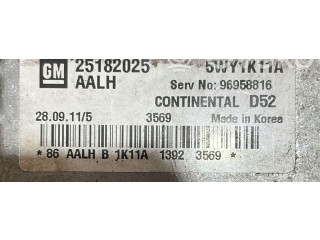 GM 25182025* 5WY1K11A
AALH Serv No: 96958816
CONTINENTAL D52
28.09.11/5 3569 Made in Korea
* 86 AALH B 1K11A 1392 3569 *